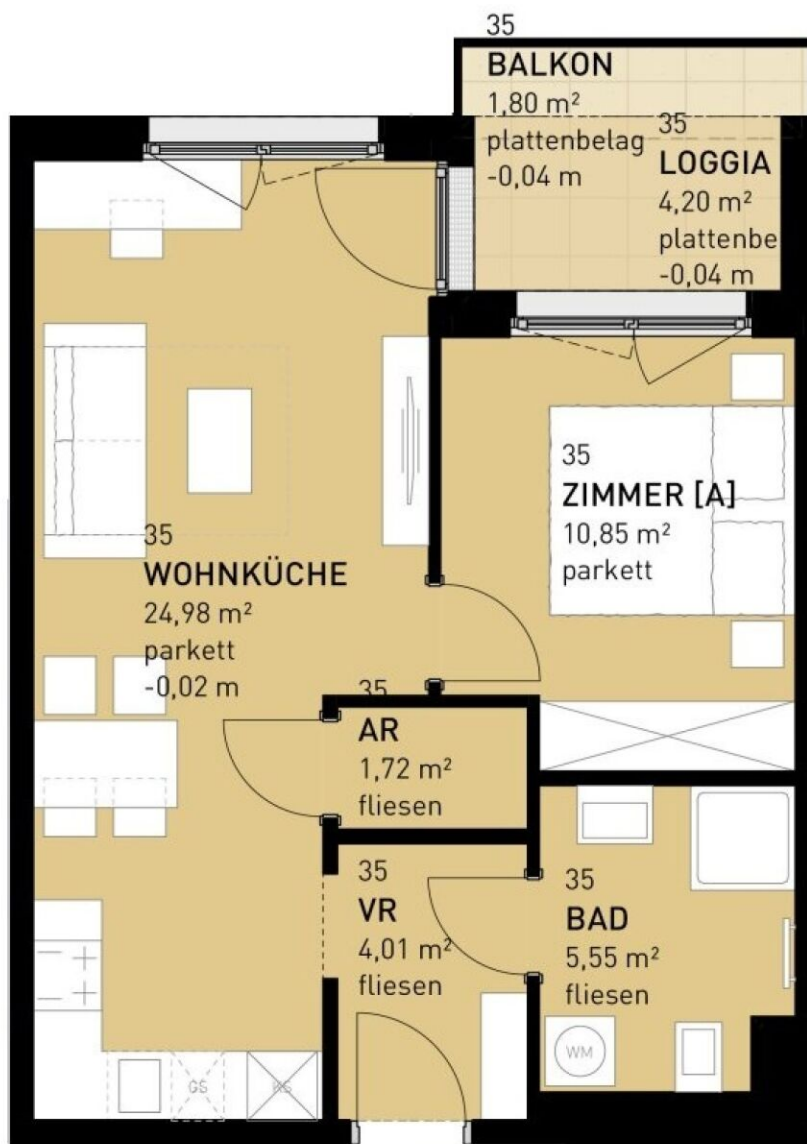 35
BALKON
1,80 m²
plattenbelag
-0,04 m
35
LOGGIA
4,20 m²
plattenbe
-0,04 m
35
ZIMMER [A]
10,85 m²
parkett
35
WOHNKÜCHE
24,98 m²
parkett
-0,02 m
35
AR
1,72 m²
fliesen
35
VR
4,01 m²
fliesen
35
BAD
5,55 m²
fliesen
WM
GS
KS